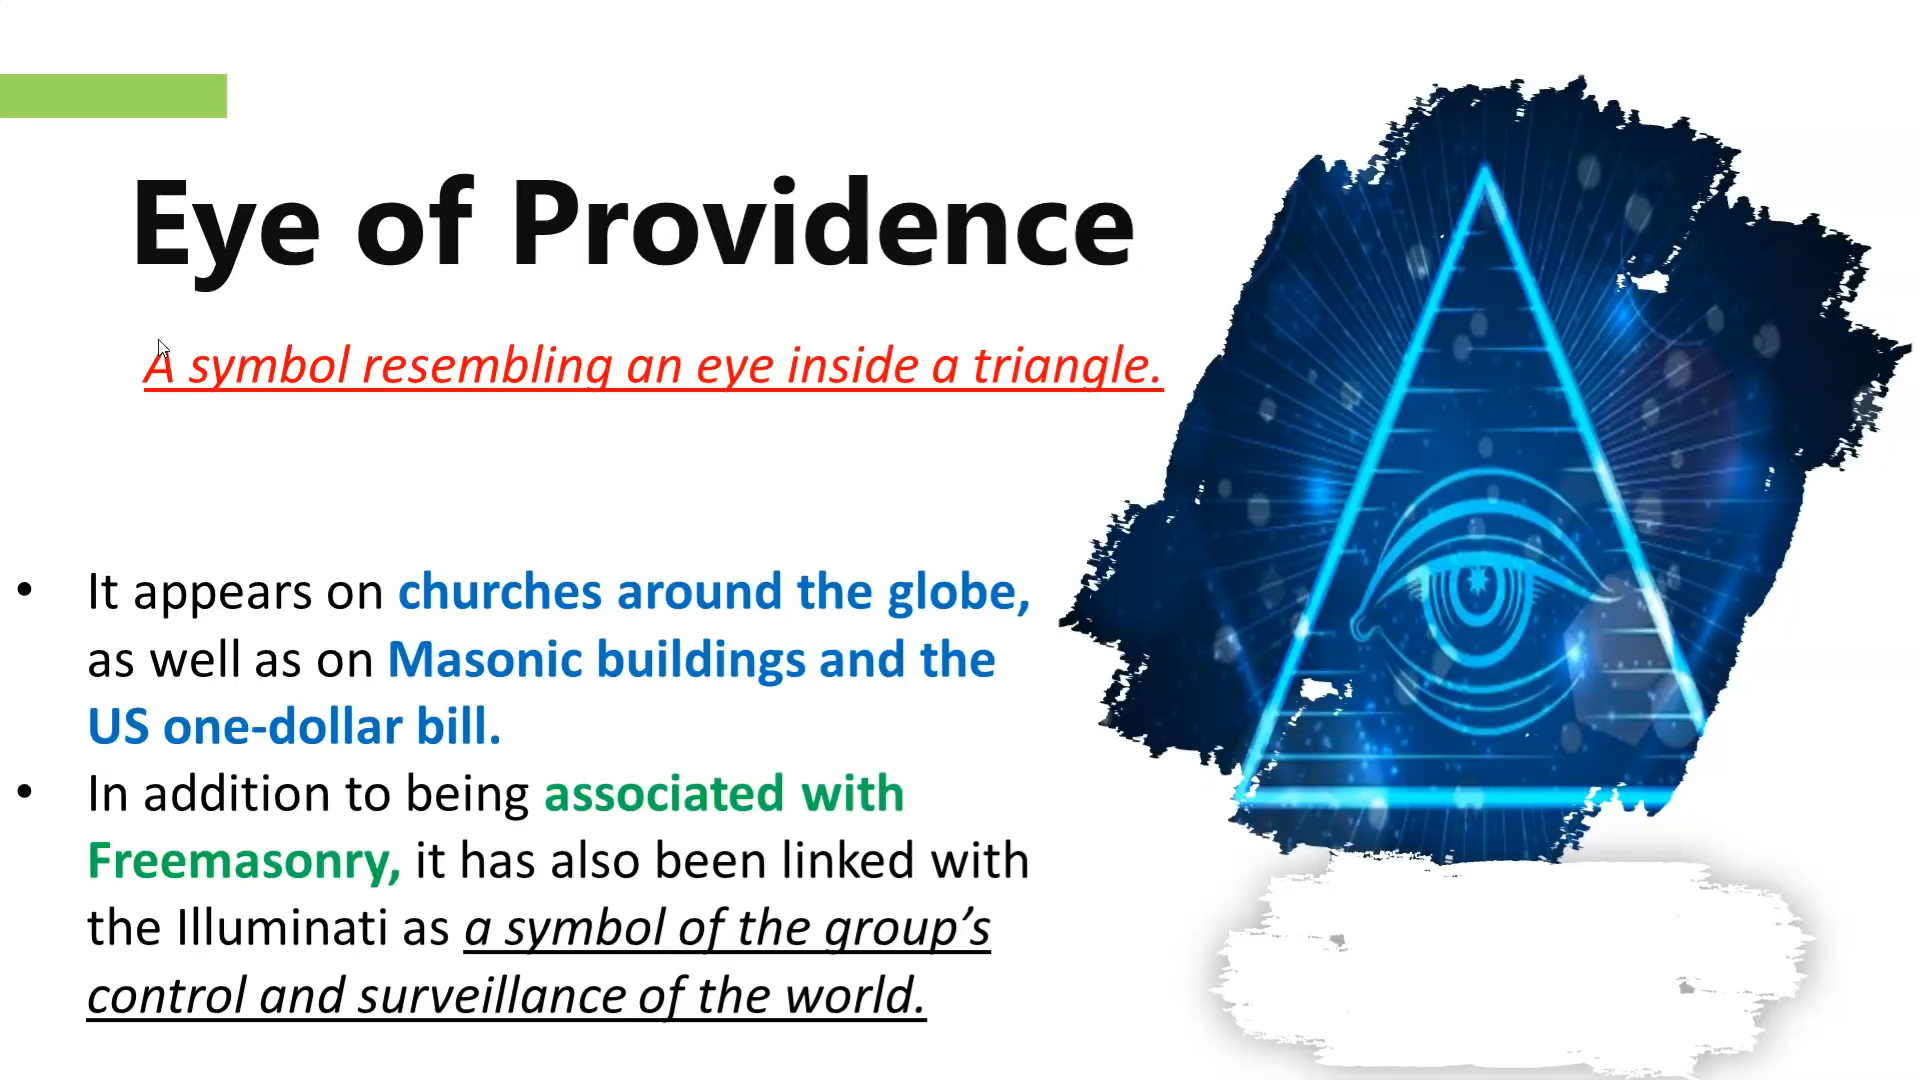 Eye of Providence
A symbol resembling an eye inside a triangle.
• It appears on churches around the globe,
as well as on Masonic buildings and the
US one-dollar bill.
• In addition to being associated with
Freemasonry, it has also been linked with
the Illuminati as a symbol of the group’s
control and surveillance of the world.